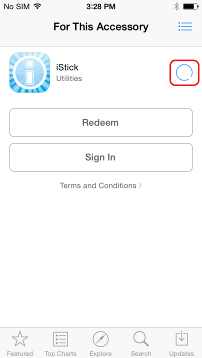 No SIM 3:28 PM
For This Accessory
iStick
Utilities
Redeem
Sign In
Terms and Conditions >
Featured Top Charts Explore Search Updates